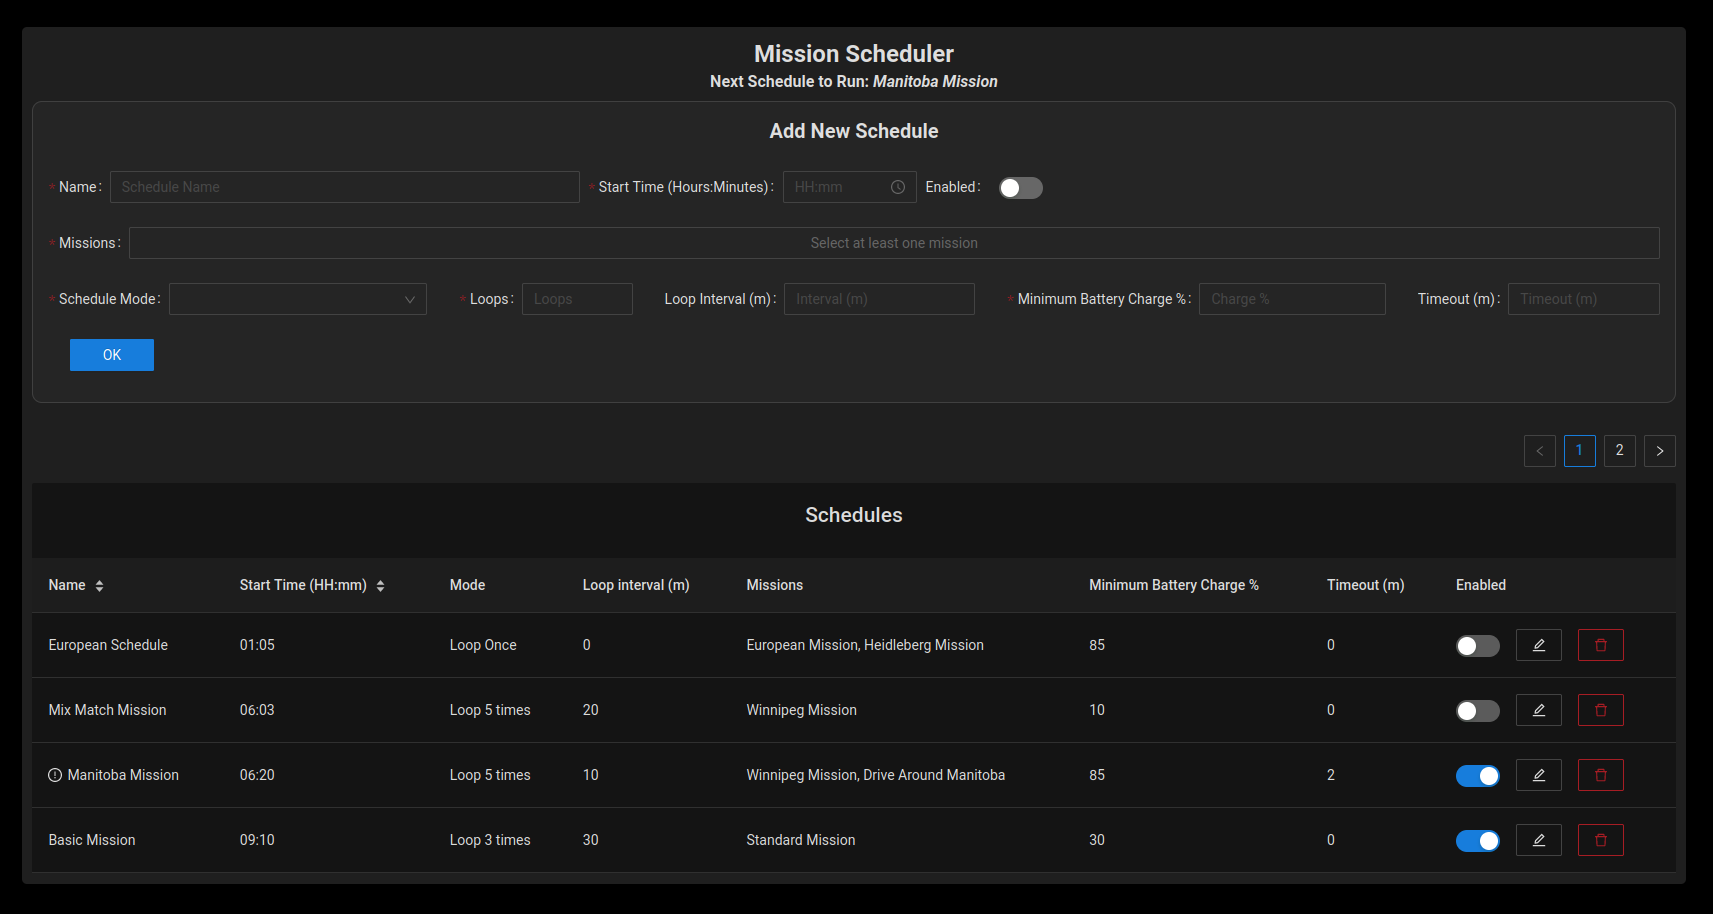 Mission Scheduler
Next Schedule to Run: Manitoba Mission
Add New Schedule
* Name: Schedule Name * Start Time (Hours:Minutes): HH:mm Enabled:
* Missions: Select at least one mission
* Schedule Mode: * Loops: Loops Loop Interval (m): Interval (m) * Minimum Battery Charge %: Charge % Timeout (m): Timeout (m)
OK
< 1 2 >
Schedules
Name Start Time (HH:mm) Mode Loop interval (m) Missions Minimum Battery Charge % Timeout (m) Enabled
European Schedule 01:05 Loop Once 0 European Mission, Heidleberg Mission 85 0
Mix Match Mission 06:03 Loop 5 times 20 Winnipeg Mission 10 0
Manitoba Mission 06:20 Loop 5 times 10 Winnipeg Mission, Drive Around Manitoba 85 2
Basic Mission 09:10 Loop 3 times 30 Standard Mission 30 0